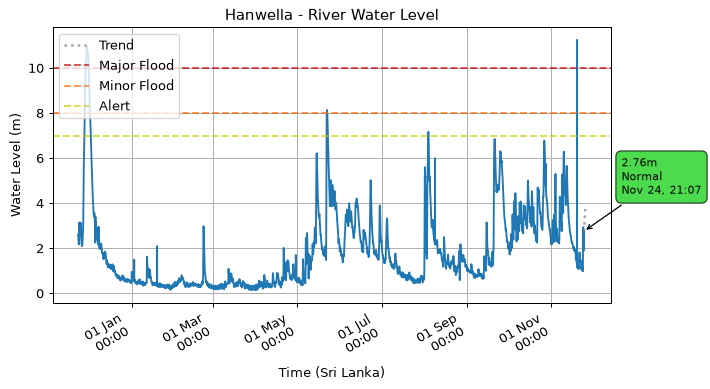 Hanwella - River Water Level
Trend
Major Flood
Minor Flood
Alert
10
8
6
4
2
0
Water Level (m)
2.76m
Normal
Nov 24, 21:07
01 Jan
00:00
01 Mar
00:00
01 May
00:00
01 Jul
00:00
01 Sep
00:00
01 Nov
00:00
Time (Sri Lanka)